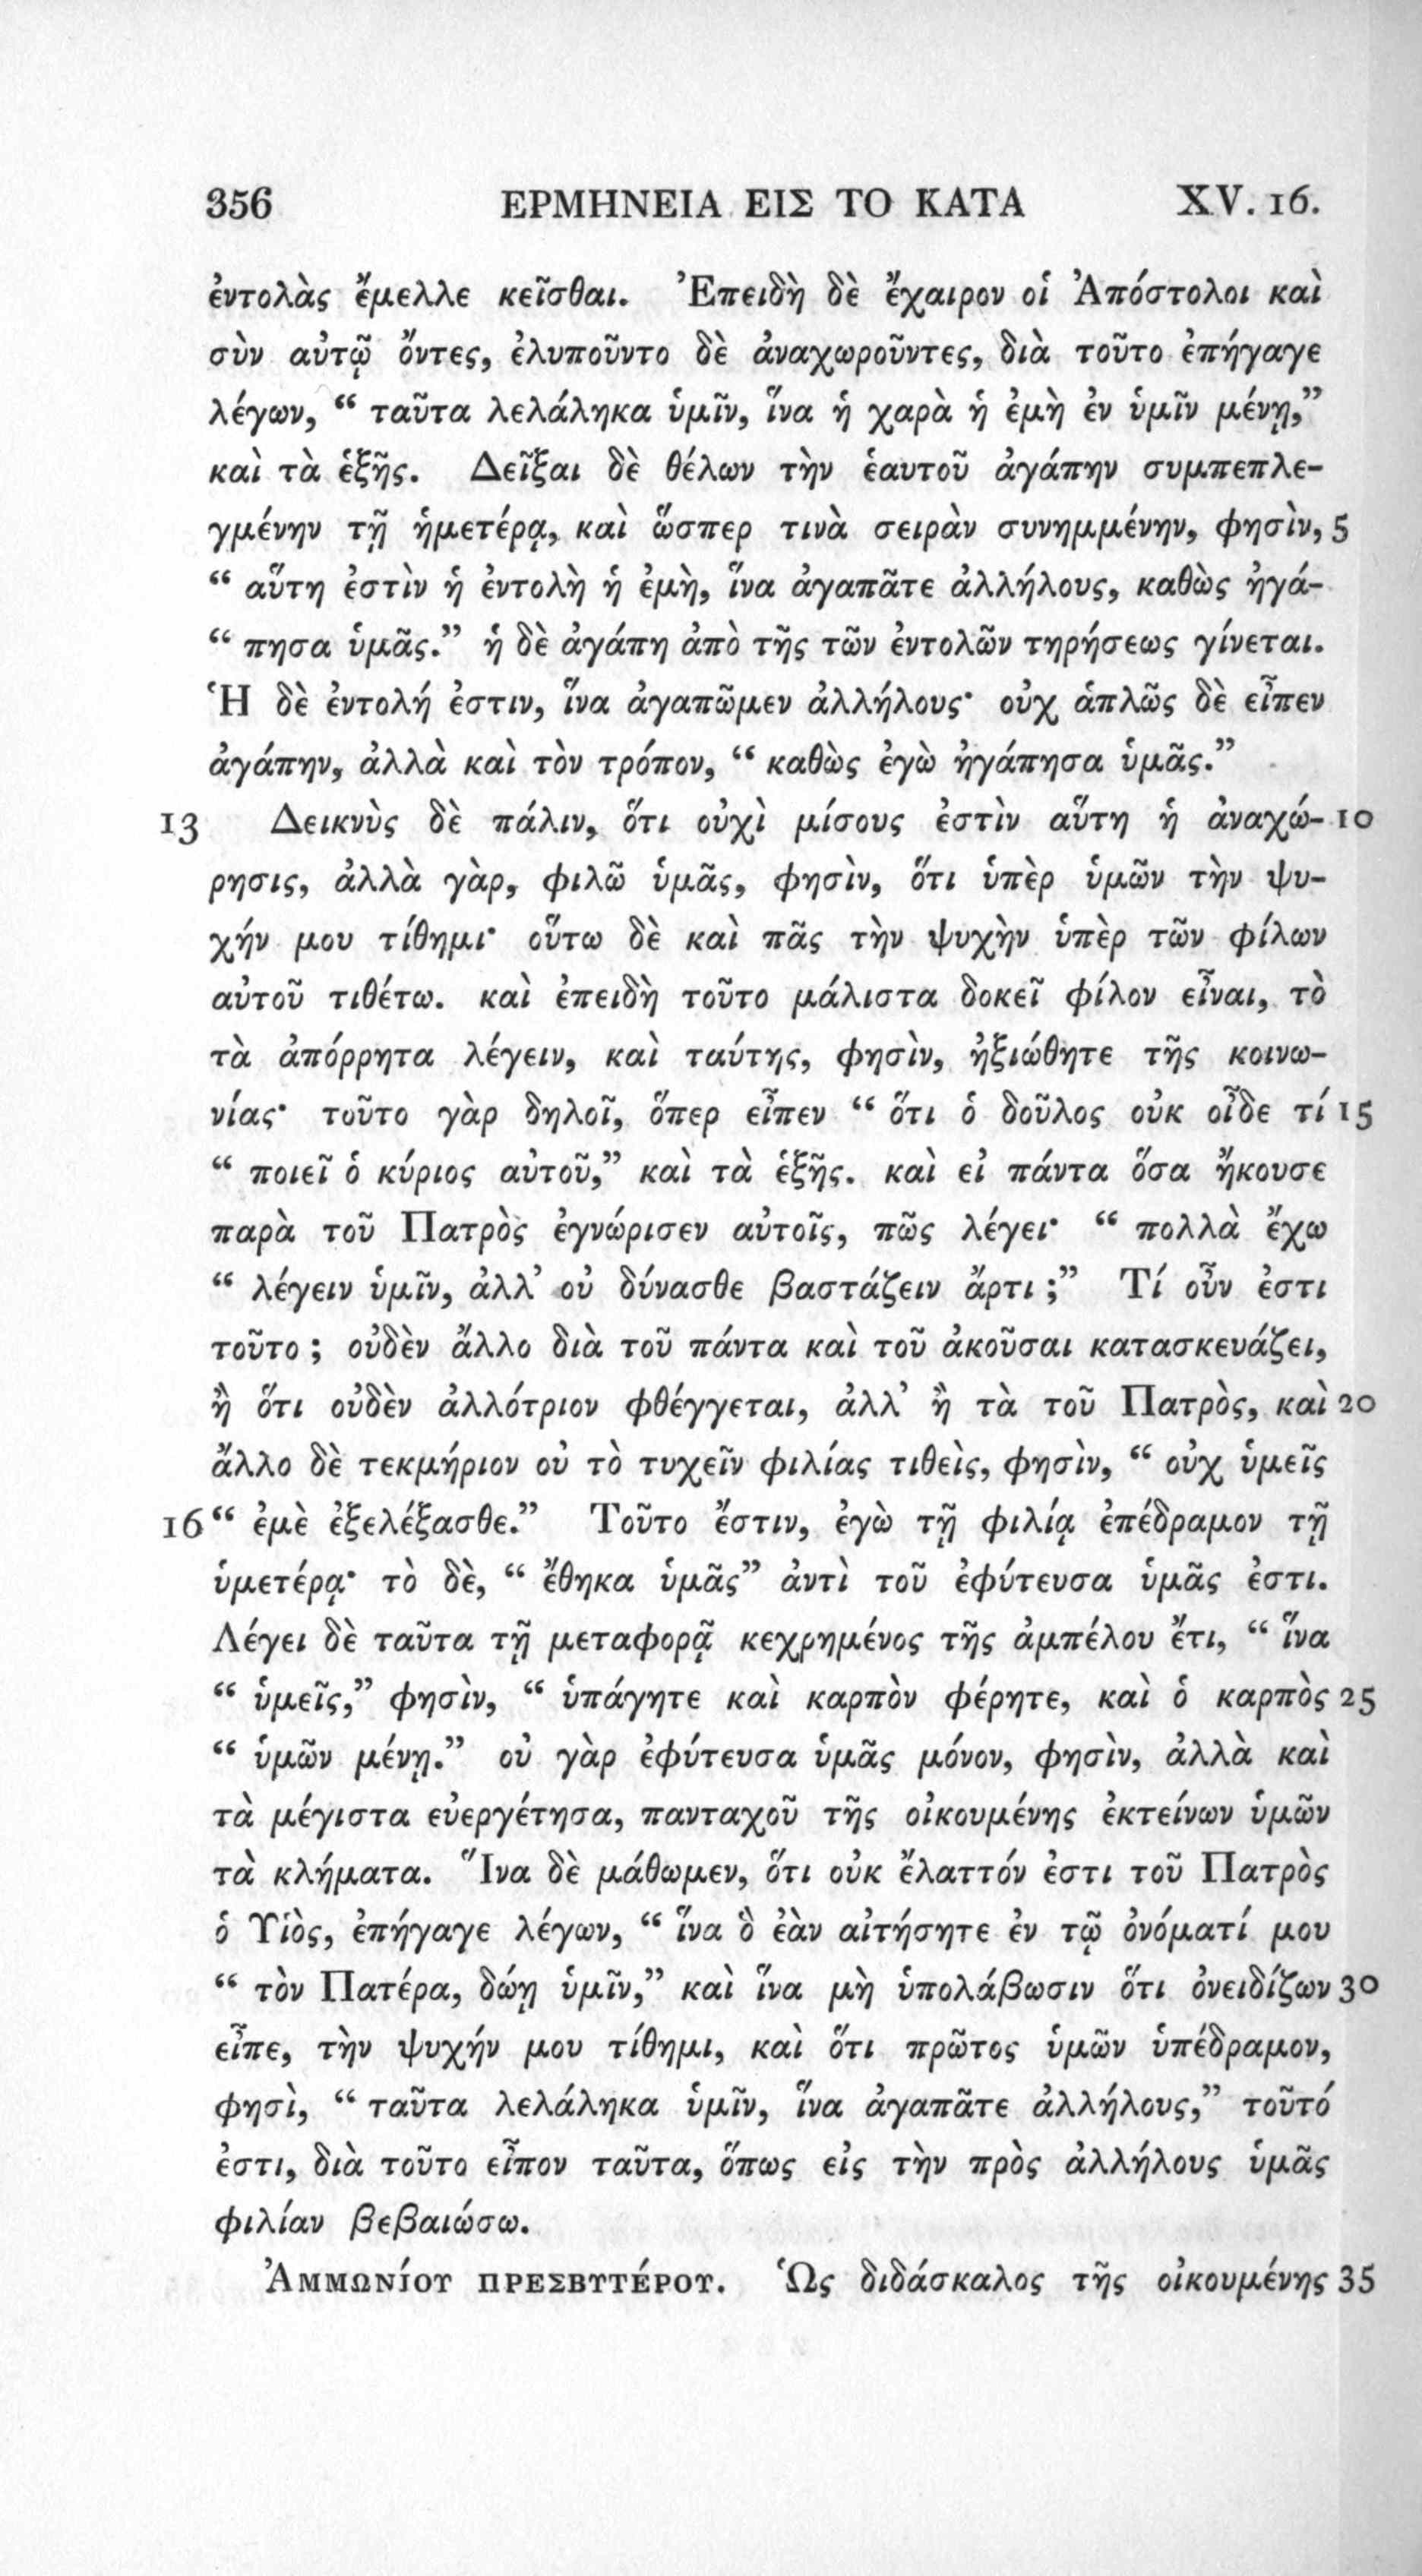 356 ΕΡΜΗΝΕΙΑ ΕΙΣ ΤΟ ΚΑΤΑ XV. 16.
ἐντολὰς ἔμελλε κεῖσθαι. Ἐπειδὴ δὲ ἔχαιρον οἱ Ἀπόστολοι καὶ
σὺν αὐτῷ ὄντες, ἐλυποῦντο δὲ ἀναχωροῦντες, διὰ τοῦτο ἐπήγαγε
λέγων, “ ταῦτα λελάληκα ὑμῖν, ἵνα ἡ χαρὰ ἡ ἐμὴ ἐν ὑμῖν μένῃ,”
καὶ τὰ ἑξῆς. Δεῖξαι δὲ θέλων τὴν ἑαυτοῦ ἀγάπην συμπεπλε-
γμένην τῇ ἡμετέρᾳ, καὶ ὥσπερ τινὰ σειρὰν συνημμένην, φησὶν, 5
“ αὕτη ἐστὶν ἡ ἐντολὴ ἡ ἐμὴ, ἵνα ἀγαπᾶτε ἀλλήλους, καθὼς ἠγά-
“ πησα ὑμᾶς.” ἡ δὲ ἀγάπη ἀπὸ τῆς τῶν ἐντολῶν τηρήσεως γίνεται.
Ἡ δὲ ἐντολή ἐστιν, ἵνα ἀγαπῶμεν ἀλλήλους· οὐχ ἁπλῶς δὲ εἶπεν
ἀγάπην, ἀλλὰ καὶ τὸν τρόπον, “ καθὼς ἐγὼ ἠγάπησα ὑμᾶς.”
13 Δεικνὺς δὲ πάλιν, ὅτι οὐχὶ μίσους ἐστὶν αὕτη ἡ ἀναχώ- 10
ρησις, ἀλλὰ γὰρ, φιλῶ ὑμᾶς, φησὶν, ὅτι ὑπὲρ ὑμῶν τὴν ψυ-
χήν μου τίθημι· οὕτω δὲ καὶ πᾶς τὴν ψυχὴν ὑπὲρ τῶν φίλων
αὐτοῦ τιθέτω. καὶ ἐπειδὴ τοῦτο μάλιστα δοκεῖ φίλον εἶναι, τὸ
τὰ ἀπόρρητα λέγειν, καὶ ταύτης, φησὶν, ἠξιώθητε τῆς κοινω-
νίας· τοῦτο γὰρ δηλοῖ, ὅπερ εἶπεν “ ὅτι ὁ δοῦλος οὐκ οἶδε τί 15
“ ποιεῖ ὁ κύριος αὐτοῦ,” καὶ τὰ ἑξῆς. καὶ εἰ πάντα ὅσα ἤκουσε
παρὰ τοῦ Πατρὸς ἐγνώρισεν αὐτοῖς, πῶς λέγει· “ πολλὰ ἔχω
“ λέγειν ὑμῖν, ἀλλ’ οὐ δύνασθε βαστάζειν ἄρτι ;” Τί οὖν ἐστι
τοῦτο ; οὐδὲν ἄλλο διὰ τοῦ πάντα καὶ τοῦ ἀκοῦσαι κατασκευάζει,
ἢ ὅτι οὐδὲν ἀλλότριον φθέγγεται, ἀλλ’ ἢ τὰ τοῦ Πατρὸς, καὶ 20
ἄλλο δὲ τεκμήριον οὐ τὸ τυχεῖν φιλίας τιθεὶς, φησὶν, “ οὐχ ὑμεῖς
16 “ ἐμὲ ἐξελέξασθε.” Τοῦτο ἔστιν, ἐγὼ τῇ φιλίᾳ ἐπέδραμον τῇ
ὑμετέρᾳ· τὸ δὲ, “ ἔθηκα ὑμᾶς” ἀντὶ τοῦ ἐφύτευσα ὑμᾶς ἐστι.
Λέγει δὲ ταῦτα τῇ μεταφορᾷ κεχρημένος τῆς ἀμπέλου ἔτι, “ ἵνα
“ ὑμεῖς,” φησὶν, “ ὑπάγητε καὶ καρπὸν φέρητε, καὶ ὁ καρπὸς 25
“ ὑμῶν μένῃ.” οὐ γὰρ ἐφύτευσα ὑμᾶς μόνον, φησὶν, ἀλλὰ καὶ
τὰ μέγιστα εὐεργέτησα, πανταχοῦ τῆς οἰκουμένης ἐκτείνων ὑμῶν
τὰ κλήματα. Ἵνα δὲ μάθωμεν, ὅτι οὐκ ἔλαττόν ἐστι τοῦ Πατρὸς
ὁ Υἱὸς, ἐπήγαγε λέγων, “ ἵνα ὃ ἐὰν αἰτήσητε ἐν τῷ ὀνόματί μου
“ τὸν Πατέρα, δώῃ ὑμῖν,” καὶ ἵνα μὴ ὑπολάβωσιν ὅτι ὀνειδίζων 30
εἶπε, τὴν ψυχήν μου τίθημι, καὶ ὅτι πρῶτος ὑμῶν ὑπέδραμον,
φησὶ, “ ταῦτα λελάληκα ὑμῖν, ἵνα ἀγαπᾶτε ἀλλήλους,” τοῦτό
ἐστι, διὰ τοῦτο εἶπον ταῦτα, ὅπως εἰς τὴν πρὸς ἀλλήλους ὑμᾶς
φιλίαν βεβαιώσω.
Ἀμμωνίου πρεσβυτέρου. Ὡς διδάσκαλος τῆς οἰκουμένης 35